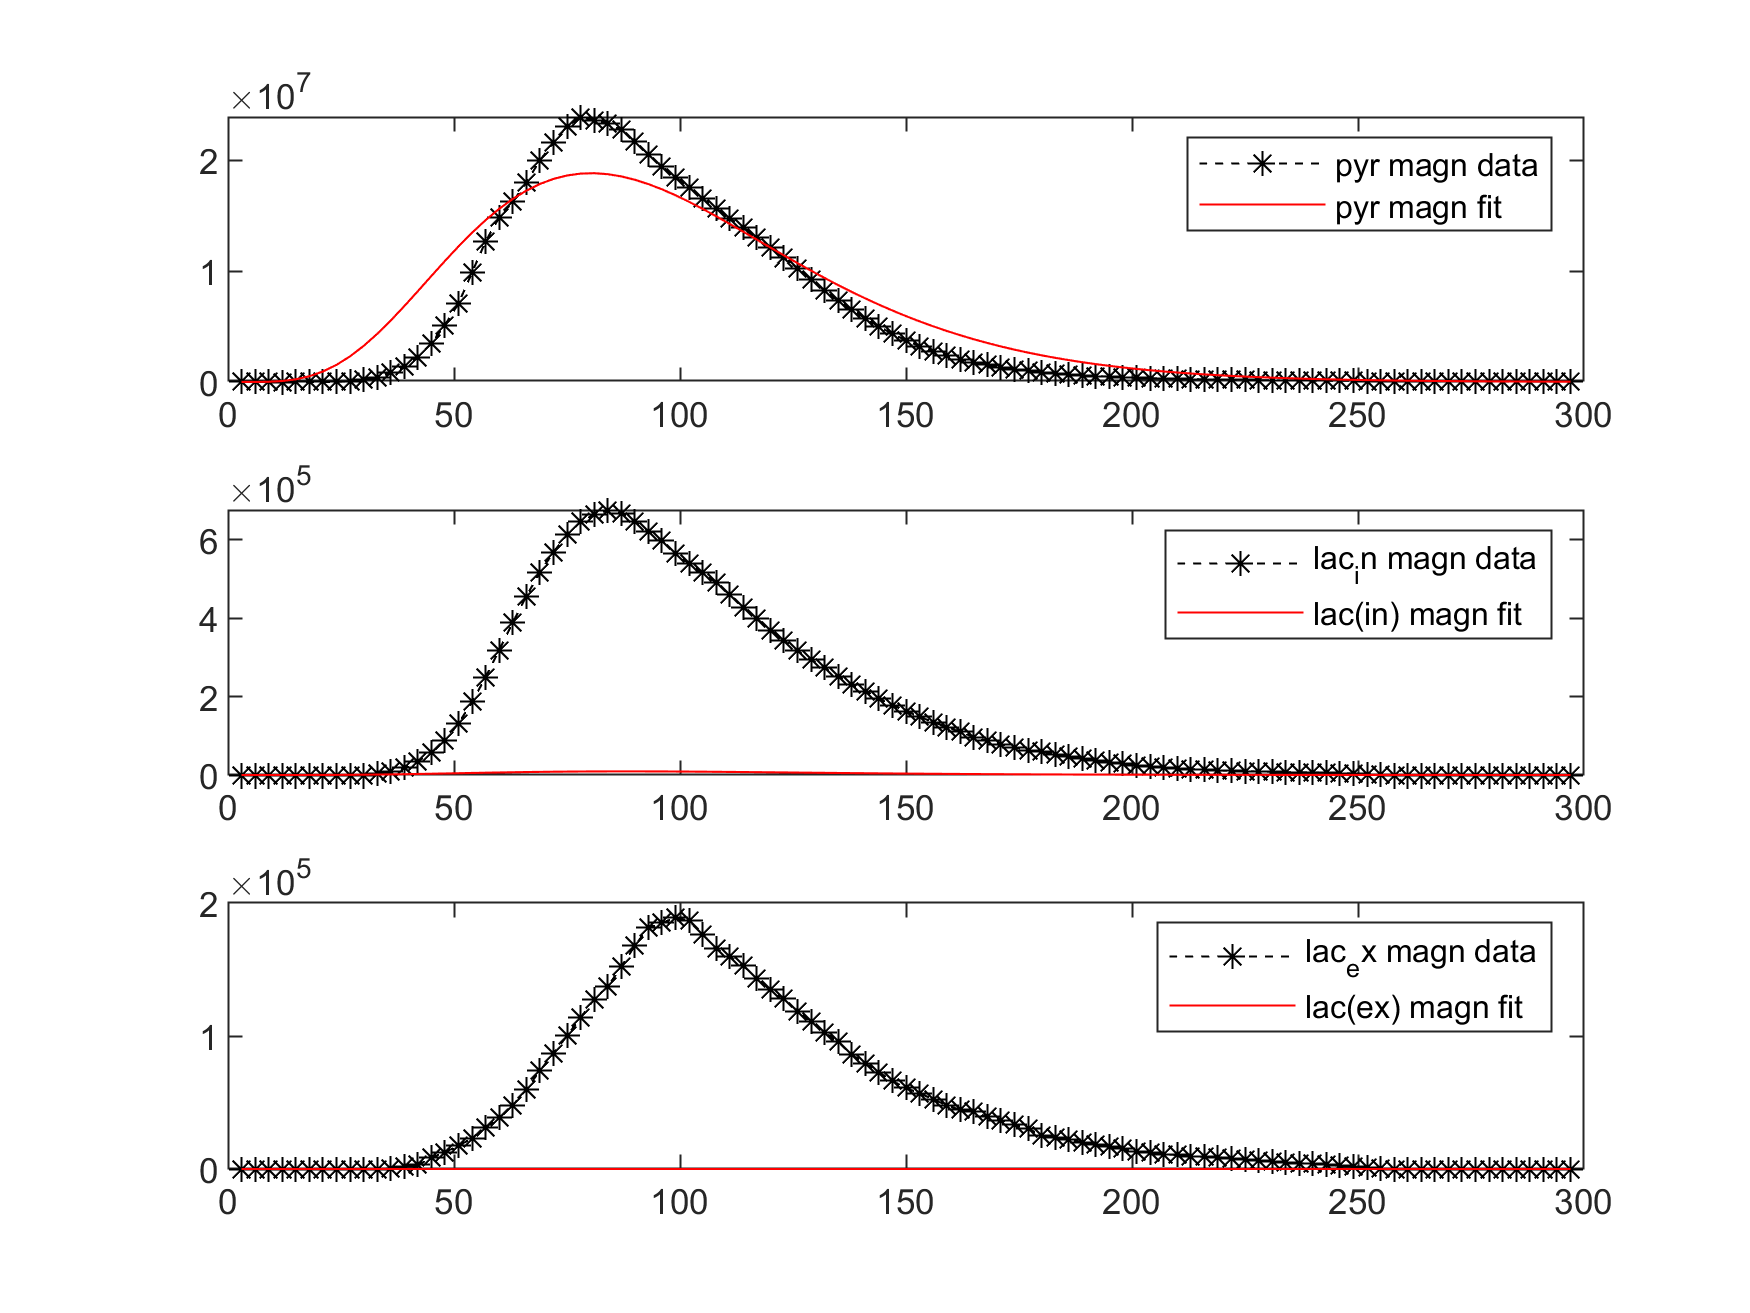 ×10^7
2
1
0
0 50 100 150 200 250 300
pyr magn data
pyr magn fit
×10^5
6
4
2
0
0 50 100 150 200 250 300
lac_in magn data
lac(in) magn fit
×10^5
2
1
0
0 50 100 150 200 250 300
lac_ex magn data
lac(ex) magn fit